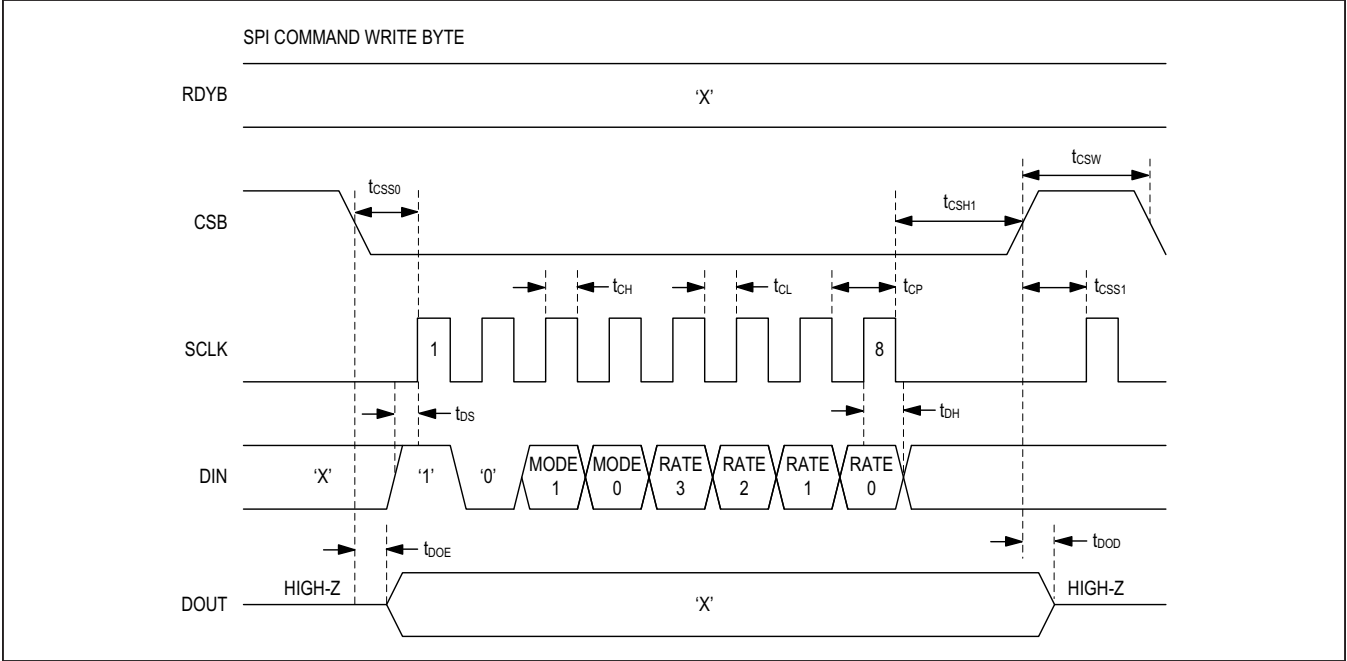 SPI COMMAND WRITE BYTE
RDYB
‘X’
tCSW
tCSS0
tCSH1
CSB
tCH
tCL
tCP
tCSS1
SCLK
1
8
tDS
tDH
DIN
‘X’
‘1’
‘0’
MODE
1
MODE
0
RATE
3
RATE
2
RATE
1
RATE
0
tDOE
tDOD
HIGH-Z
HIGH-Z
DOUT
‘X’